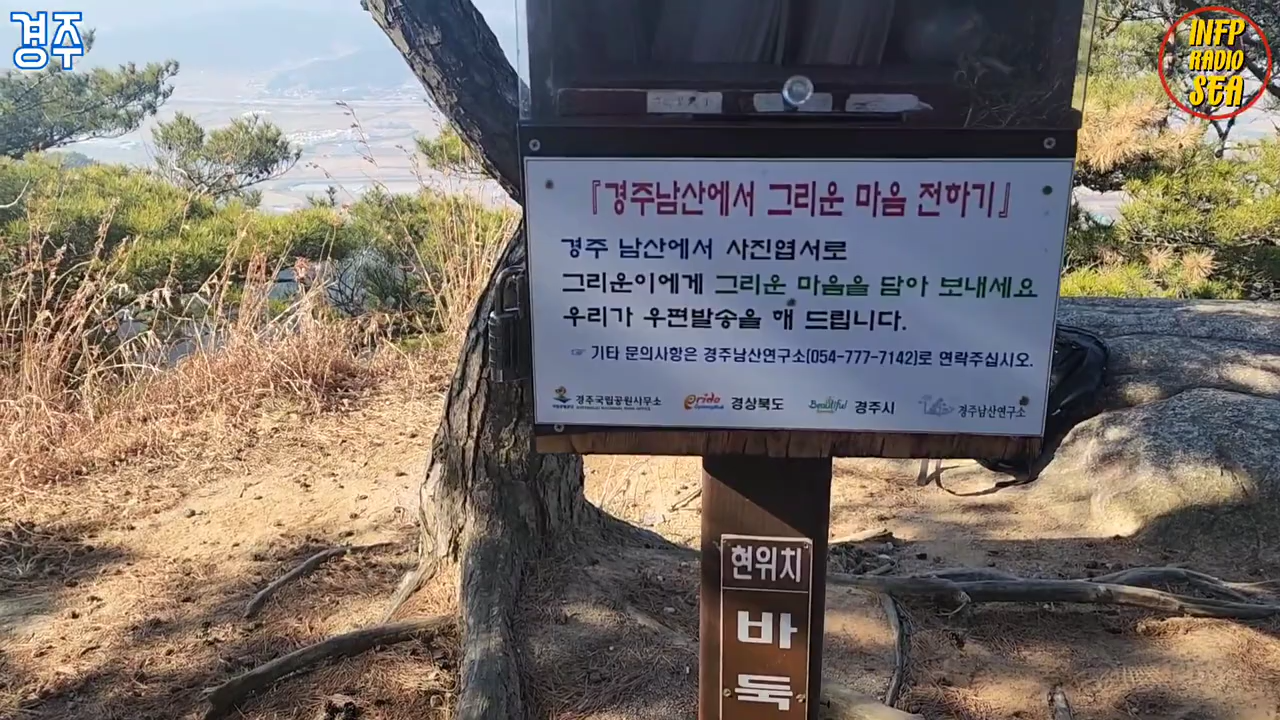 경주
INFP
RADIO
SEA
『경주남산에서 그리운 마음 전하기』
경주 남산에서 사진엽서로
그리운이에게 그리운 마음을 담아 보내세요
우리가 우편발송을 해 드립니다.
☞ 기타 문의사항은 경주남산연구소(054-777-7142)로 연락주십시오.
경주국립공원사무소
Pride 경상북도
Beautiful 경주시
경주남산연구소
현위치
바
둑